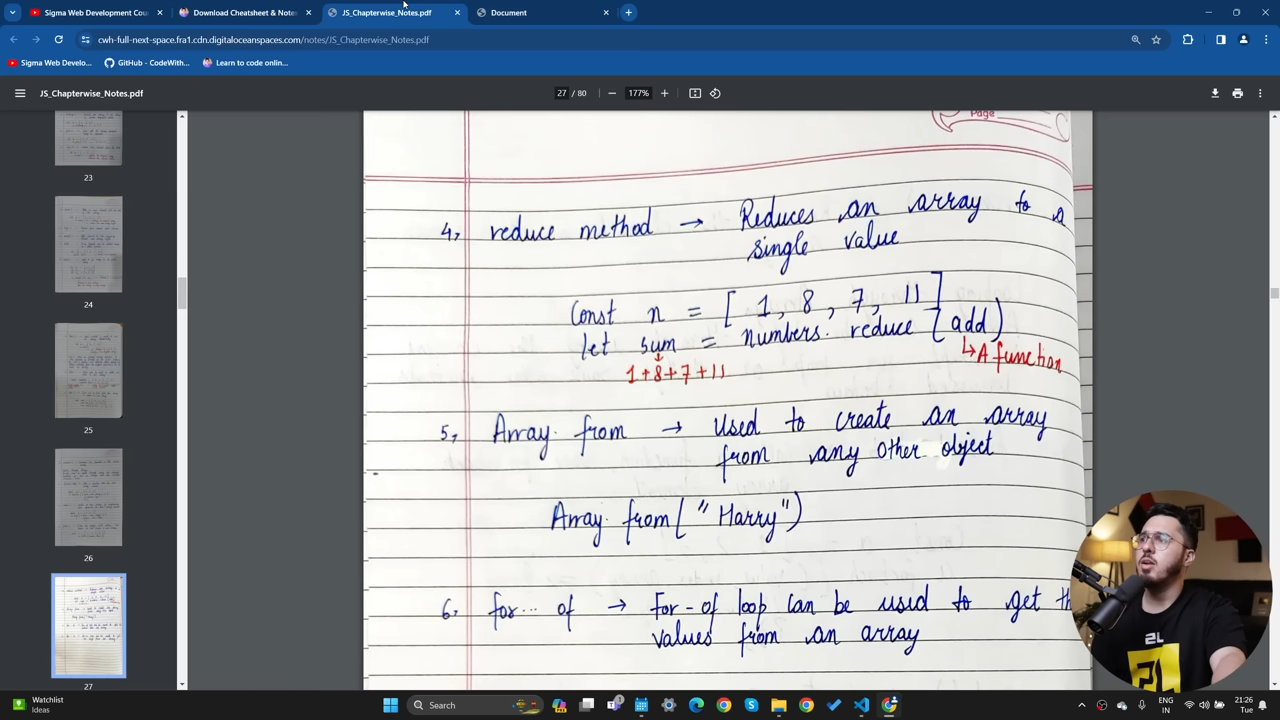 Sigma Web Development Cou
Download Cheatsheet & Notes
JS_Chapterwise_Notes.pdf
Document
cwh-full-next-space.fra1.cdn.digitaloceanspaces.com/notes/JS_Chapterwise_Notes.pdf
Sigma Web Develo...
GitHub - CodeWith...
Learn to code onlin...
JS_Chapterwise_Notes.pdf
27 / 80
177%
Page
23
24
25
26
27
4, reduce method → Reduces an array to a
single value
Const n = [ 1, 8, 7, 11 ]
let sum = numbers. reduce (add)
↳ A function
1+8+7+11
5, Array. from → Used to create an array
from any other object
Array. from ("Harry")
6, for... of → For-of loop can be used to get th
values from an array
Watchlist
Ideas
Search
ENG
IN
21:26
Tue